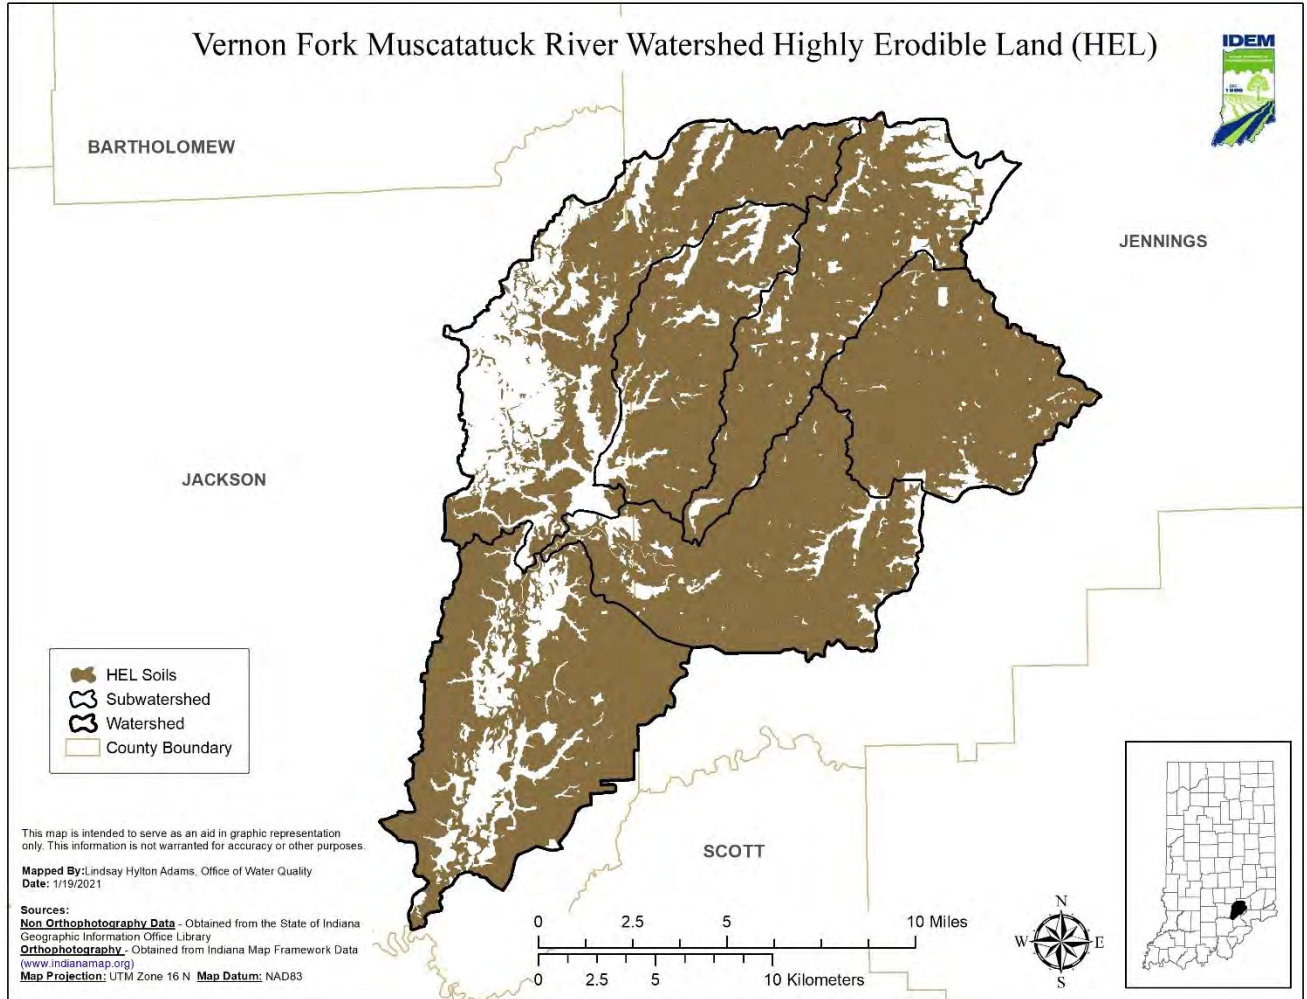 Vernon Fork Muscatatuck River Watershed Highly Erodible Land (HEL)
IDEM
BARTHOLOMEW
JENNINGS
JACKSON
HEL Soils
Subwatershed
Watershed
County Boundary
SCOTT
This map is intended to serve as an aid in graphic representation
only. This information is not warranted for accuracy or other purposes.
Mapped By:Lindsay Hylton Adams, Office of Water Quality
Date: 1/19/2021
Sources:
Non Orthophotography Data - Obtained from the State of Indiana
Geographic Information Office Library
Orthophotography - Obtained from Indiana Map Framework Data
(www.indianamap.org)
Map Projection: UTM Zone 16 N Map Datum: NAD83
0 2.5 5 10 Miles
0 2.5 5 10 Kilometers
N
W E
S